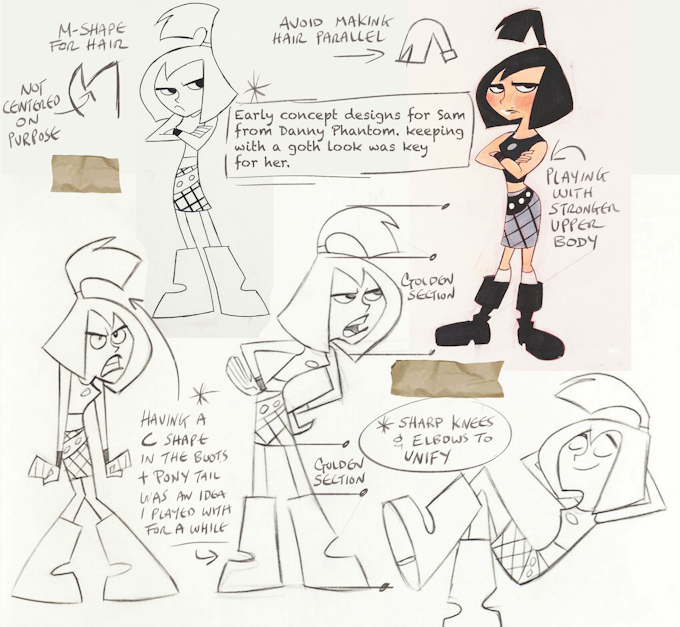 M-SHAPE
FOR HAIR
NOT
CENTERED
ON
PURPOSE
AVOID MAKING
HAIR PARALLEL
Early concept designs for Sam
from Danny Phantom. keeping
with a goth look was key
for her.
PLAYING
WITH
STRONGER
UPPER
BODY
GOLDEN
SECTION
HAVING A
C SHAPE
IN THE BOOTS
+ PONY TAIL
WAS AN IDEA
I PLAYED WITH
FOR A WHILE
GOLDEN
SECTION
* SHARP KNEES
& ELBOWS TO
UNIFY